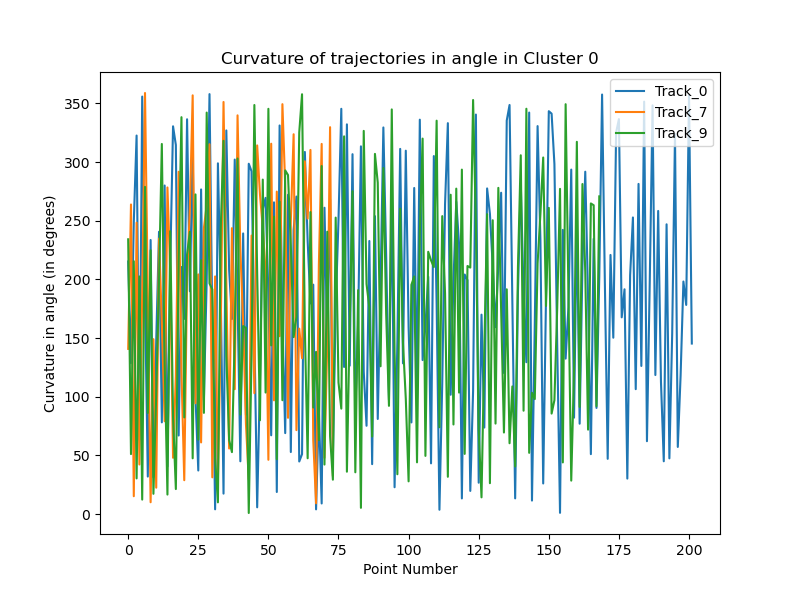 Curvature of trajectories in angle in Cluster 0
Track_0
Track_7
Track_9
350
300
250
200
150
100
50
0
Curvature in angle (in degrees)
0 25 50 75 100 125 150 175 200
Point Number